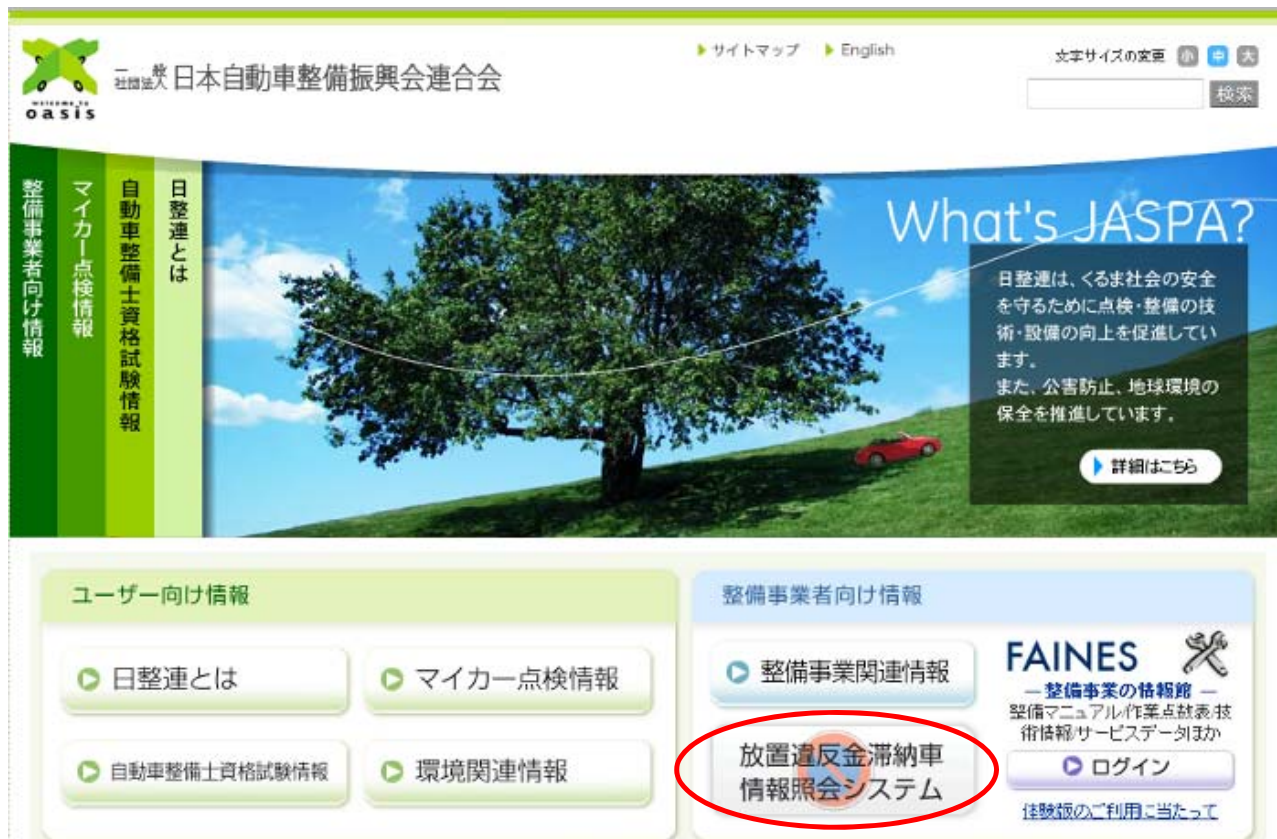 サイトマップ English
文字サイズの変更 小 中 大
検索
welcome to
oasis
一般
社団法人 日本自動車整備振興会連合会
整備事業者向け情報
マイカー点検情報
自動車整備士資格試験情報
日整連とは
What's JASPA?
日整連は、くるま社会の安全
を守るために点検・整備の技
術・設備の向上を促進してい
ます。
また、公害防止、地球環境の
保全を推進しています。
詳細はこちら
ユーザー向け情報
日整連とは
マイカー点検情報
自動車整備士資格試験情報
環境関連情報
整備事業者向け情報
整備事業関連情報
放置違反金滞納車
情報照会システム
FAINES
― 整備事業の情報館 ―
整備マニュアル/作業点数表/技
術情報/サービスデータほか
ログイン
体験版のご利用に当たって